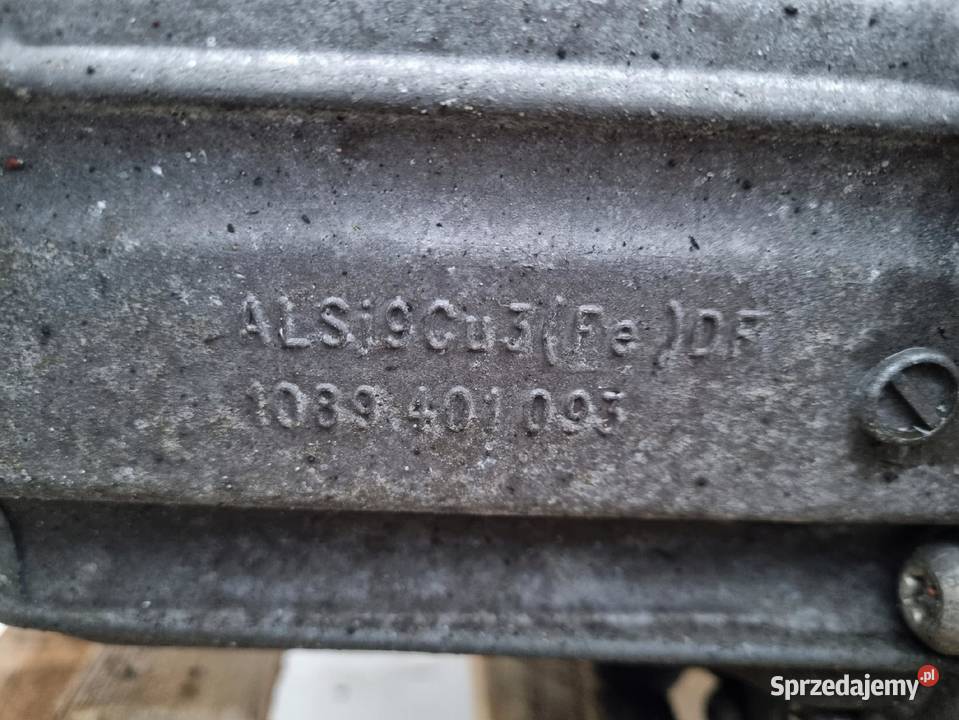 ALSi9Cu3(Fe)DF
1089 401 093
Sprzedajemy.pl